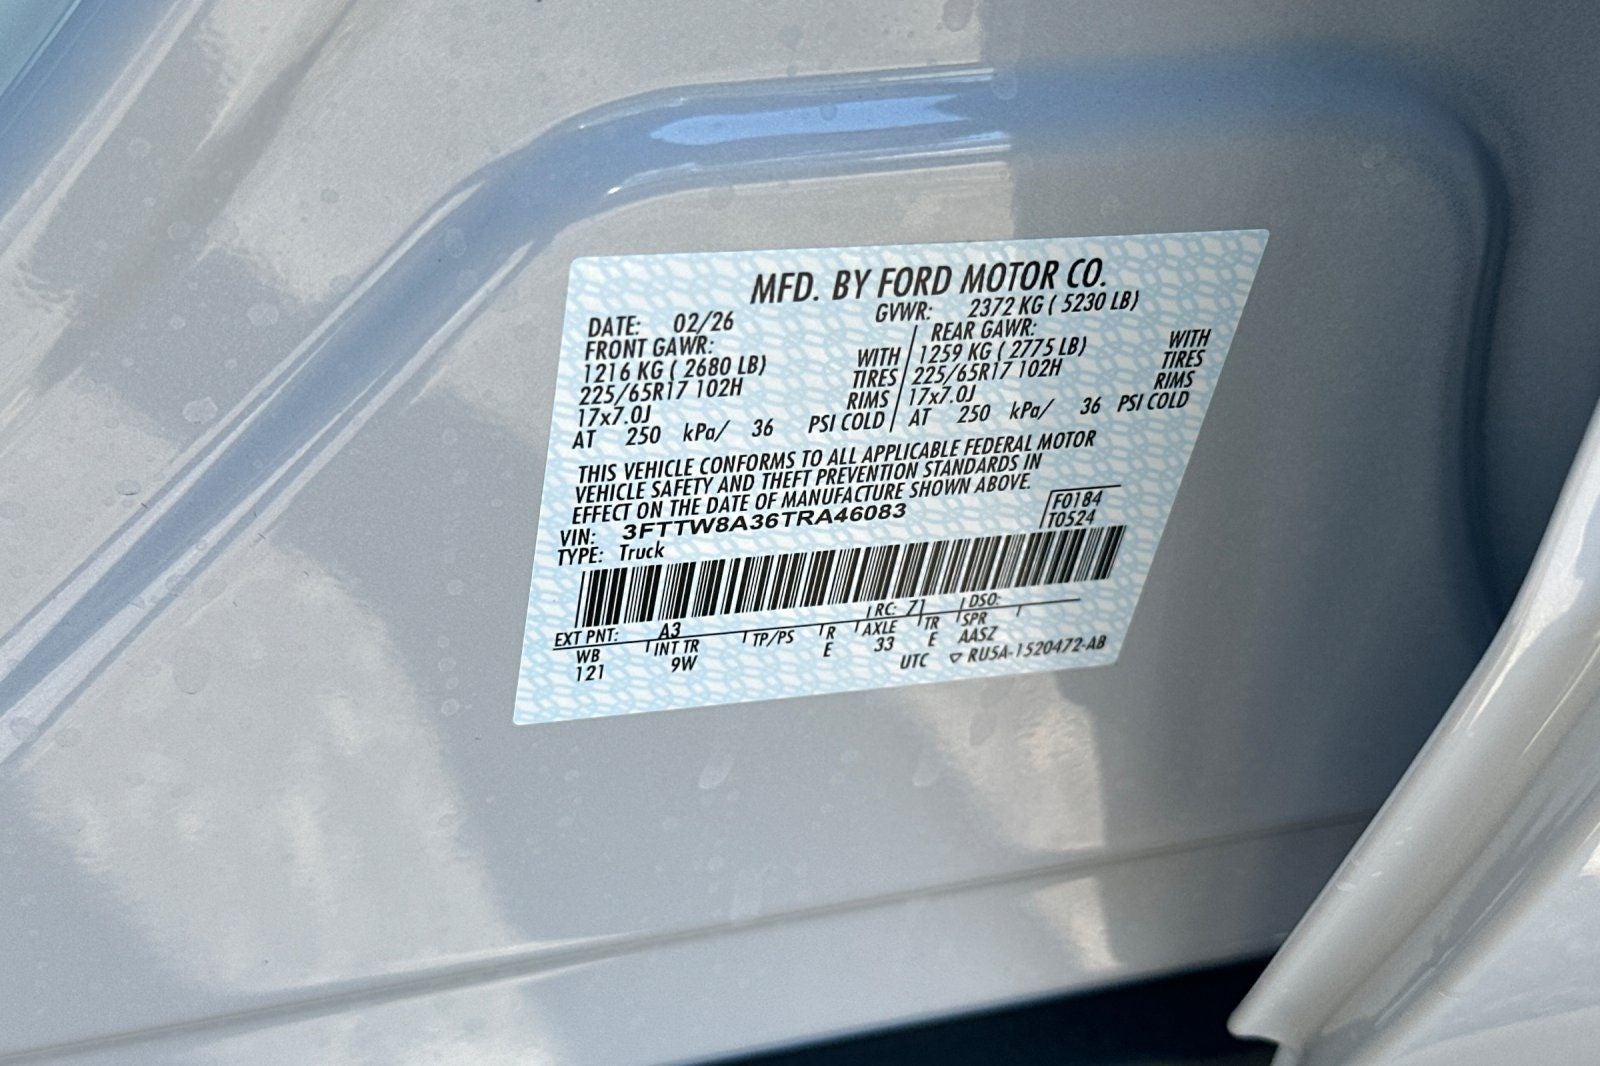 MFD. BY FORD MOTOR CO.
DATE: 02/26 GVWR: 2372 KG ( 5230 LB)
FRONT GAWR: REAR GAWR:
1216 KG ( 2680 LB) WITH 1259 KG ( 2775 LB) WITH
225/65R17 102H TIRES 225/65R17 102H TIRES
17x7.0J RIMS 17x7.0J RIMS
AT 250 kPa/ 36 PSI COLD AT 250 kPa/ 36 PSI COLD
THIS VEHICLE CONFORMS TO ALL APPLICABLE FEDERAL MOTOR
VEHICLE SAFETY AND THEFT PREVENTION STANDARDS IN
EFFECT ON THE DATE OF MANUFACTURE SHOWN ABOVE.
F0184
VIN: 3FTTW8A36TRA46083
T0524
TYPE: Truck
EXT PNT: A3 RC: 71 DSO:
WB INT TR TP/PS R AXLE TR SPR
121 9W E 33 E AASZ
UTC ▽ RU5A-1520472-AB